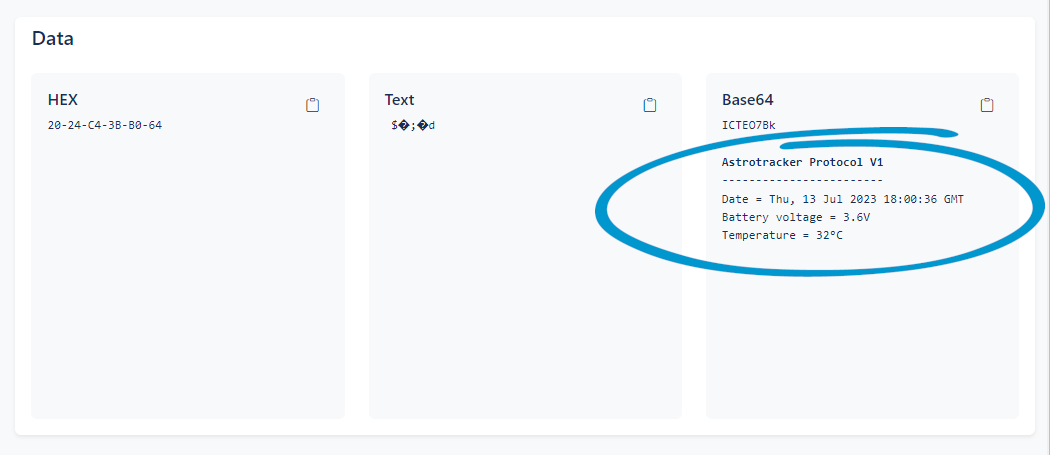 Data
HEX
20-24-C4-3B-B0-64
Text
$�;�d
Base64
ICTEO7Bk
Astrotracker Protocol V1
------------------------
Date = Thu, 13 Jul 2023 18:00:36 GMT
Battery voltage = 3.6V
Temperature = 32°C